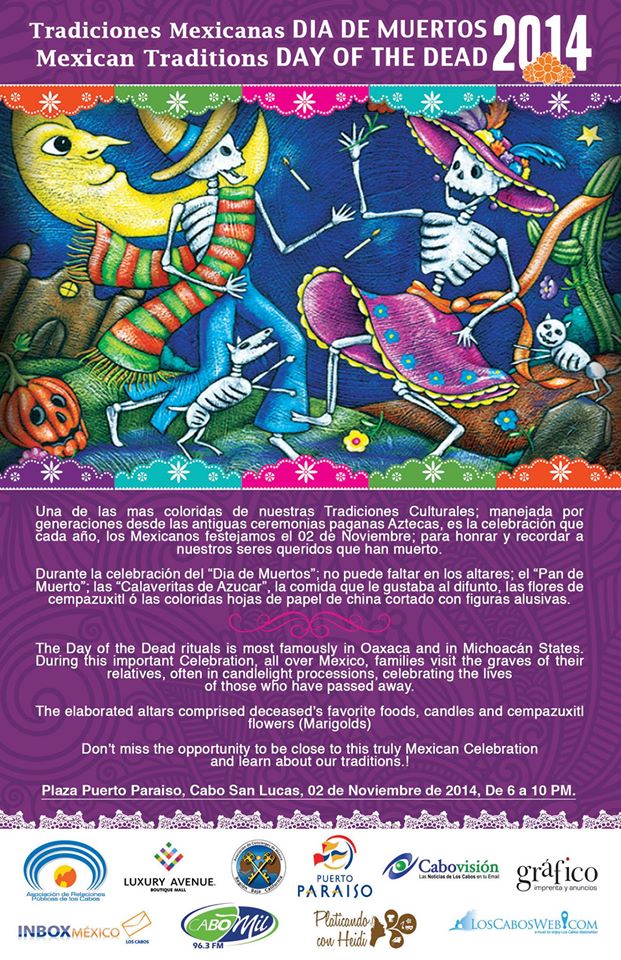 Tradiciones Mexicanas DIA DE MUERTOS
Mexican Traditions DAY OF THE DEAD
2014
Una de las mas coloridas de nuestras Tradiciones Culturales; manejada por
generaciones desde las antiguas ceremonias paganas Aztecas, es la celebración que
cada año, los Mexicanos festejamos el 02 de Noviembre; para honrar y recordar a
nuestros seres queridos que han muerto.
Durante la celebración del “Dia de Muertos”; no puede faltar en los altares; el “Pan de
Muerto”; las “Calaveritas de Azucar”, la comida que le gustaba al difunto, las flores de
cempazuxitl ó las coloridas hojas de papel de china cortado con figuras alusivas.
The Day of the Dead rituals is most famously in Oaxaca and in Michoacán States.
During this important Celebration, all over Mexico, families visit the graves of their
relatives, often in candlelight processions, celebrating the lives
of those who have passed away.
The elaborated altars comprised deceased’s favorite foods, candles and cempazuxitl
flowers (Marigolds)
Don’t miss the opportunity to be close to this truly Mexican Celebration
and learn about our traditions.!
Plaza Puerto Paraiso, Cabo San Lucas, 02 de Noviembre de 2014, De 6 a 10 PM.
Asociación de Relaciones
Públicas de los Cabos
LUXURY AVENUE
BOUTIQUE MALL
PUERTO
PARAÍSO
Cabovisión
Las Noticias de Los Cabos en tu Email
gráfico
imprenta y anuncios
INBOX MÉXICO
LOS CABOS
CABO Mil
96.3 FM
Platicando
con Heidi
LOSCABOSWEB!COM